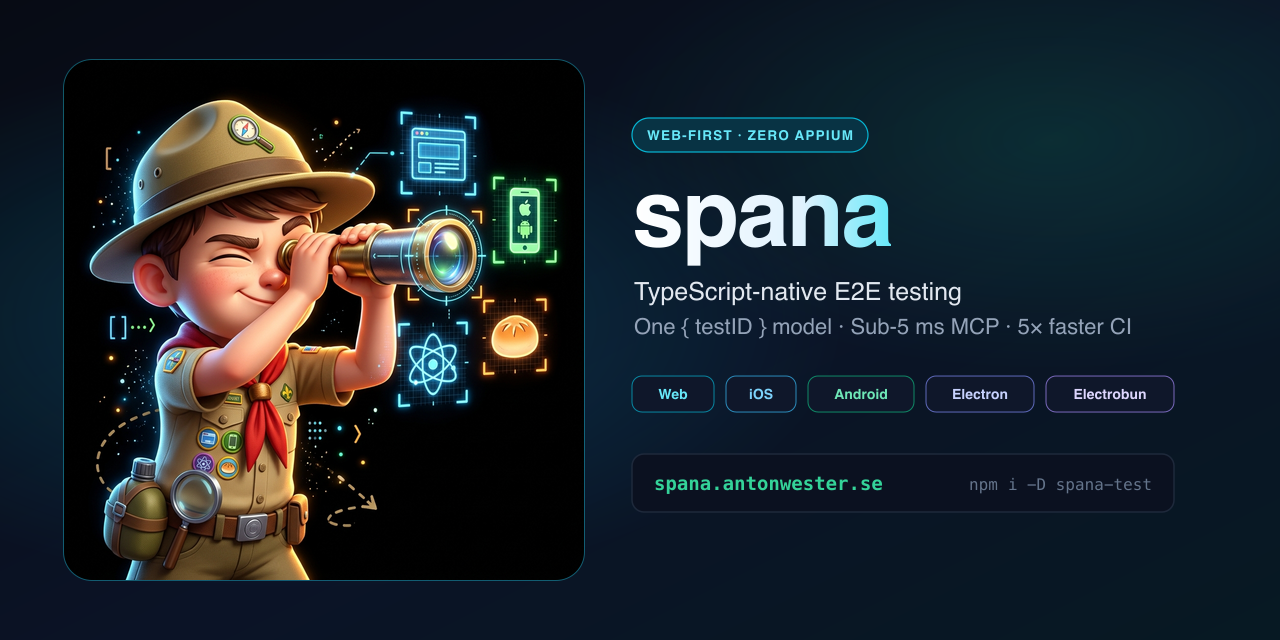 WEB-FIRST · ZERO APPIUM
spana
TypeScript-native E2E testing
One { testID } model · Sub-5 ms MCP · 5× faster CI
Web iOS Android Electron Electrobun
spana.antonwester.se npm i -D spana-test